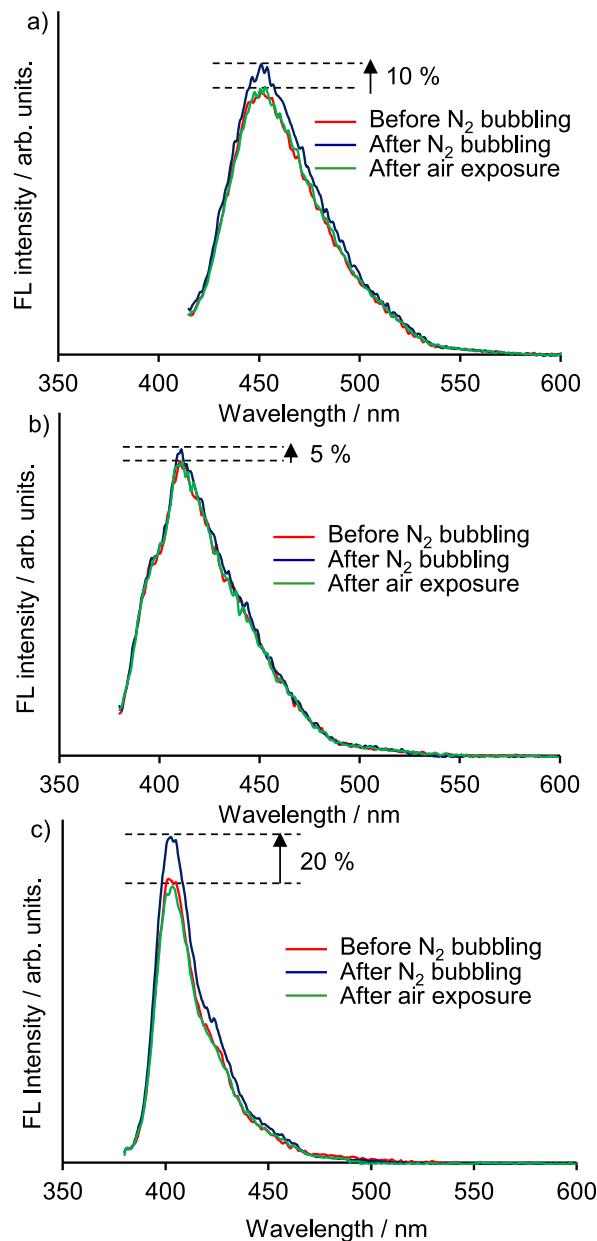 a)
10 %
Before N₂ bubbling
After N₂ bubbling
After air exposure
FL intensity / arb. units.
350 400 450 500 550 600
Wavelength / nm
b)
5 %
Before N₂ bubbling
After N₂ bubbling
After air exposure
FL intensity / arb. units.
350 400 450 500 550 600
Wavelength / nm
c)
20 %
Before N₂ bubbling
After N₂ bubbling
After air exposure
FL Intensity / arb. units.
350 400 450 500 550 600
Wavelength / nm